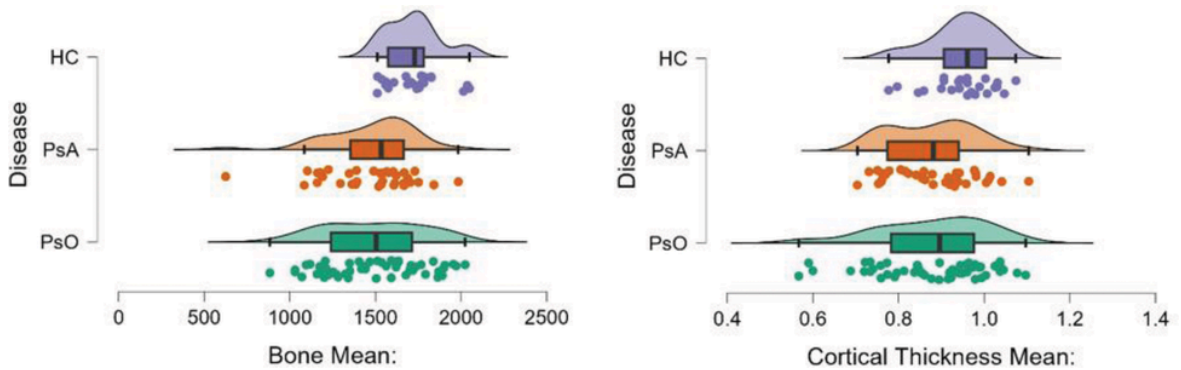 Disease
HC
PsA
PsO
0 500 1000 1500 2000 2500
Bone Mean:
Disease
HC
PsA
PsO
0.4 0.6 0.8 1.0 1.2 1.4
Cortical Thickness Mean: